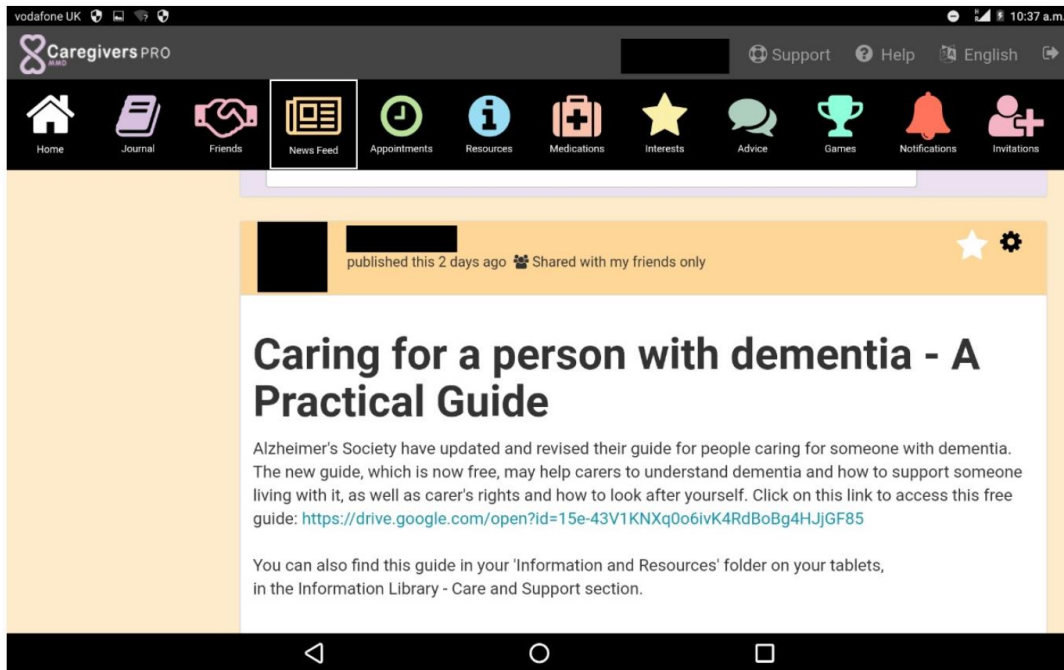 vodafone UK
10:37 a.m.
Caregivers PRO
MMD
Support
Help
English
Home
Journal
Friends
News Feed
Appointments
Resources
Medications
Interests
Advice
Games
Notifications
Invitations
published this 2 days ago Shared with my friends only
Caring for a person with dementia - A
Practical Guide
Alzheimer's Society have updated and revised their guide for people caring for someone with dementia.
The new guide, which is now free, may help carers to understand dementia and how to support someone
living with it, as well as carer's rights and how to look after yourself. Click on this link to access this free
guide: https://drive.google.com/open?id=15e-43V1KNXq0o6ivK4RdBoBg4HJjGF85
You can also find this guide in your 'Information and Resources' folder on your tablets,
in the Information Library - Care and Support section.